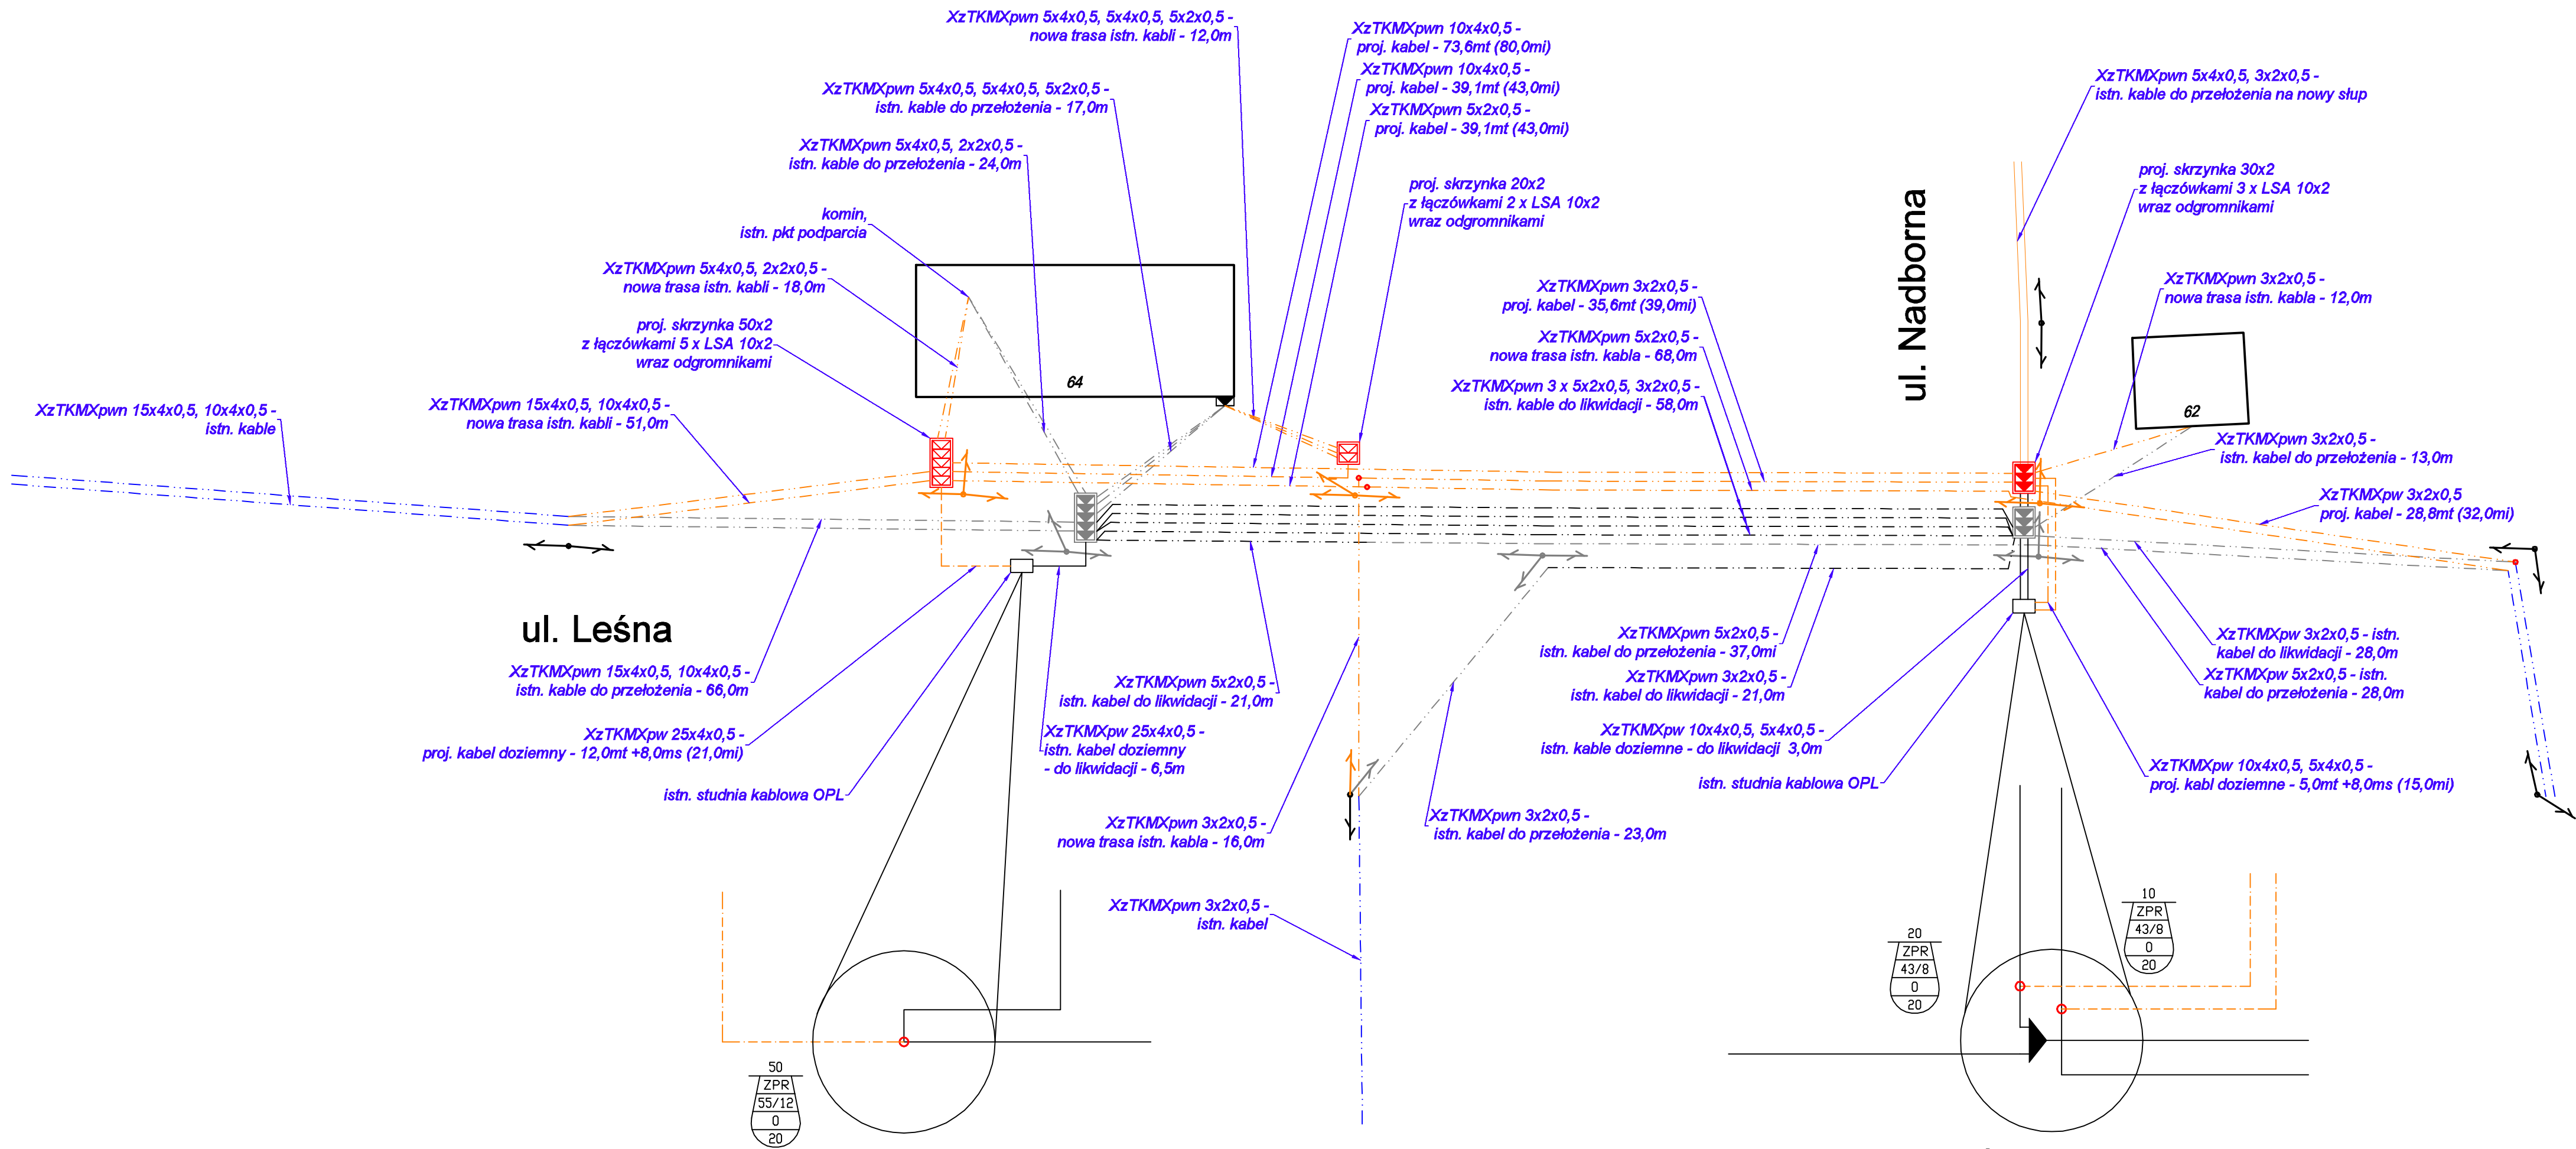 XzTKMXpwn 5x4x0,5, 5x4x0,5, 5x2x0,5 -
nowa trasa istn. kabli - 12,0m
XzTKMXpwn 10x4x0,5 -
proj. kabel - 73,6mt (80,0mi)
XzTKMXpwn 10x4x0,5 -
proj. kabel - 39,1mt (43,0mi)
XzTKMXpwn 5x2x0,5 -
proj. kabel - 39,1mt (43,0mi)
XzTKMXpwn 5x4x0,5, 3x2x0,5 -
istn. kable do przełożenia na nowy słup
XzTKMXpwn 5x4x0,5, 5x4x0,5, 5x2x0,5 -
istn. kable do przełożenia - 17,0m
XzTKMXpwn 5x4x0,5, 2x2x0,5 -
istn. kable do przełożenia - 24,0m
proj. skrzynka 20x2
z łączówkami 2 x LSA 10x2
wraz odgromnikami
proj. skrzynka 30x2
z łączówkami 3 x LSA 10x2
wraz odgromnikami
ul. Nadborna
komin,
istn. pkt podparcia
XzTKMXpwn 5x4x0,5, 2x2x0,5 -
nowa trasa istn. kabli - 18,0m
XzTKMXpwn 3x2x0,5 -
proj. kabel - 35,6mt (39,0mi)
XzTKMXpwn 3x2x0,5 -
nowa trasa istn. kabla - 12,0m
proj. skrzynka 50x2
z łączówkami 5 x LSA 10x2
wraz odgromnikami
XzTKMXpwn 5x2x0,5 -
nowa trasa istn. kabla - 68,0m
64
XzTKMXpwn 3 x 5x2x0,5, 3x2x0,5 -
istn. kable do likwidacji - 58,0m
62
XzTKMXpwn 15x4x0,5, 10x4x0,5 -
istn. kable
XzTKMXpwn 15x4x0,5, 10x4x0,5 -
nowa trasa istn. kabli - 51,0m
XzTKMXpwn 3x2x0,5 -
istn. kabel do przełożenia - 13,0m
XzTKMXpw 3x2x0,5
proj. kabel - 28,8mt (32,0mi)
ul. Leśna
XzTKMXpwn 15x4x0,5, 10x4x0,5 -
istn. kable do przełożenia - 66,0m
XzTKMXpwn 5x2x0,5 -
istn. kabel do likwidacji - 21,0m
XzTKMXpwn 5x2x0,5 -
istn. kabel do przełożenia - 37,0mi
XzTKMXpwn 3x2x0,5 -
istn. kabel do likwidacji - 21,0m
XzTKMXpw 3x2x0,5 - istn.
kabel do likwidacji - 28,0m
XzTKMXpw 5x2x0,5 - istn.
kabel do przełożenia - 28,0m
XzTKMXpw 25x4x0,5 -
proj. kabel doziemny - 12,0mt +8,0ms (21,0mi)
XzTKMXpw 25x4x0,5 -
istn. kabel doziemny
- do likwidacji - 6,5m
XzTKMXpw 10x4x0,5, 5x4x0,5 -
istn. kable doziemne - do likwidacji 3,0m
istn. studnia kablowa OPL
istn. studnia kablowa OPL
XzTKMXpw 10x4x0,5, 5x4x0,5 -
proj. kabl doziemne - 5,0mt +8,0ms (15,0mi)
XzTKMXpwn 3x2x0,5 -
nowa trasa istn. kabla - 16,0m
XzTKMXpwn 3x2x0,5 -
istn. kabel do przełożenia - 23,0m
XzTKMXpwn 3x2x0,5 -
istn. kabel
10
ZPR
43/8
0
20
20
ZPR
43/8
0
20
50
ZPR
55/12
0
20